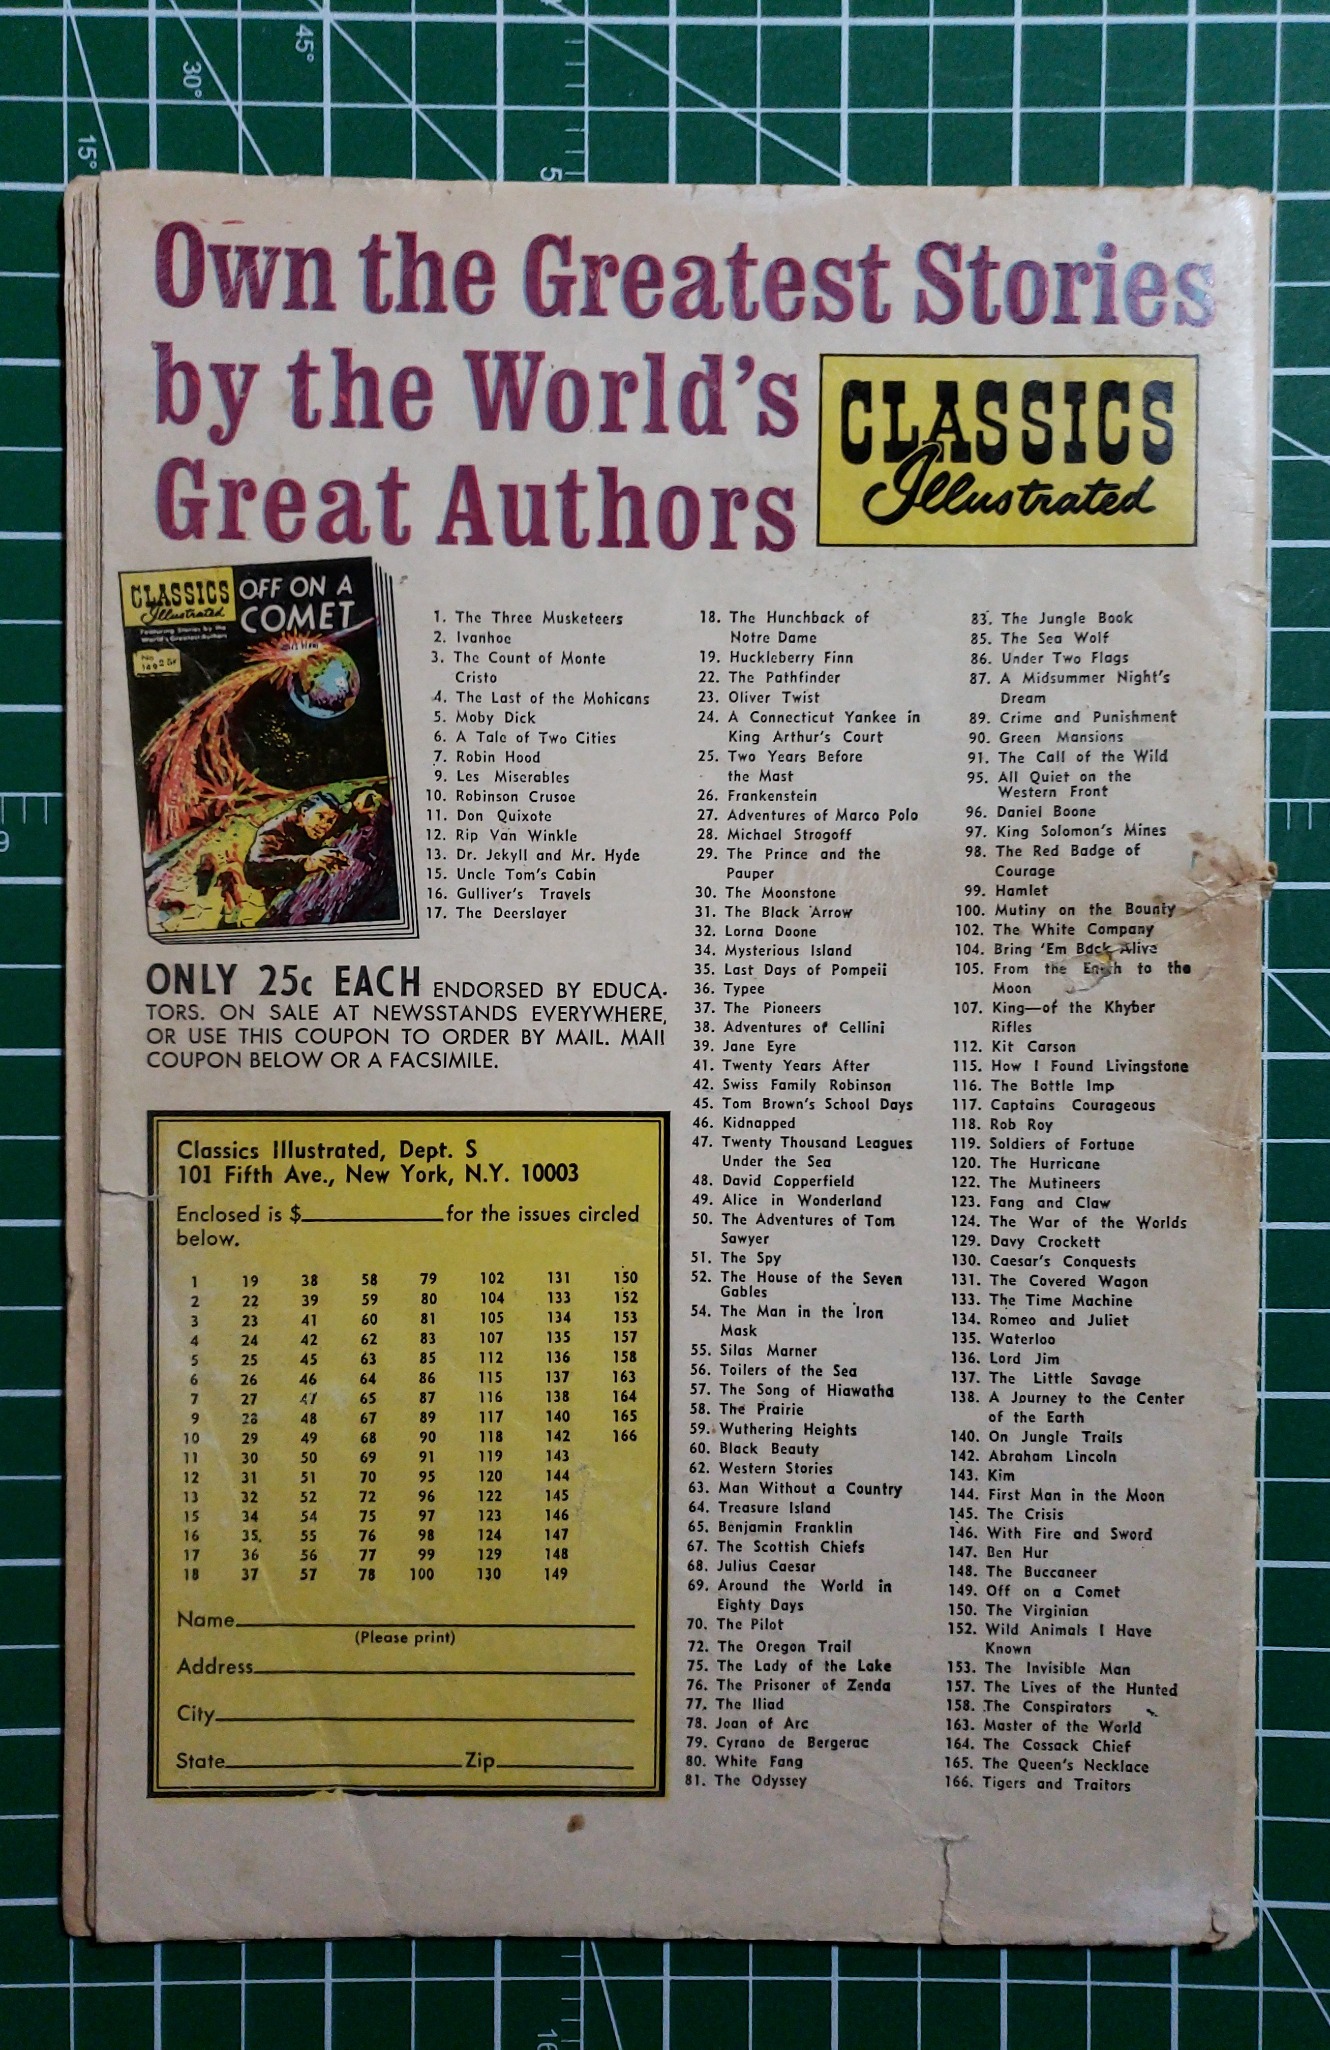 45°
30°
15°
5
Own the Greatest Stories
by the World's
Great Authors
CLASSICS
Illustrated
CLASSICS
Illustrated
Featuring Stories by the
World's Greatest Authors
OFF ON A
COMET
No.
149 25¢
1. The Three Musketeers
2. Ivanhoe
3. The Count of Monte
Cristo
4. The Last of the Mohicans
5. Moby Dick
6. A Tale of Two Cities
7. Robin Hood
9. Les Miserables
10. Robinson Crusoe
11. Don Quixote
12. Rip Van Winkle
13. Dr. Jekyll and Mr. Hyde
15. Uncle Tom's Cabin
16. Gulliver's Travels
17. The Deerslayer
ONLY 25c EACH ENDORSED BY EDUCA-
TORS. ON SALE AT NEWSSTANDS EVERYWHERE,
OR USE THIS COUPON TO ORDER BY MAIL. MAIL
COUPON BELOW OR A FACSIMILE.
Classics Illustrated, Dept. S
101 Fifth Ave., New York, N.Y. 10003
Enclosed is $ for the issues circled
below.
1 19 38 58 79 102 131 150
2 22 39 59 80 104 133 152
3 23 41 60 81 105 134 153
4 24 42 62 83 107 135 157
5 25 45 63 85 112 136 158
6 26 46 64 86 115 137 163
7 27 47 65 87 116 138 164
9 28 48 67 89 117 140 165
10 29 49 68 90 118 142 166
11 30 50 69 91 119 143
12 31 51 70 95 120 144
13 32 52 72 96 122 145
15 34 54 75 97 123 146
16 35 55 76 98 124 147
17 36 56 77 99 129 148
18 37 57 78 100 130 149
Name
(Please print)
Address
City
State Zip
18. The Hunchback of
Notre Dame
19. Huckleberry Finn
22. The Pathfinder
23. Oliver Twist
24. A Connecticut Yankee in
King Arthur's Court
25. Two Years Before
the Mast
26. Frankenstein
27. Adventures of Marco Polo
28. Michael Strogoff
29. The Prince and the
Pauper
30. The Moonstone
31. The Black Arrow
32. Lorna Doone
34. Mysterious Island
35. Last Days of Pompeii
36. Typee
37. The Pioneers
38. Adventures of Cellini
39. Jane Eyre
41. Twenty Years After
42. Swiss Family Robinson
45. Tom Brown's School Days
46. Kidnapped
47. Twenty Thousand Leagues
Under the Sea
48. David Copperfield
49. Alice in Wonderland
50. The Adventures of Tom
Sawyer
51. The Spy
52. The House of the Seven
Gables
54. The Man in the Iron
Mask
55. Silas Marner
56. Toilers of the Sea
57. The Song of Hiawatha
58. The Prairie
59. Wuthering Heights
60. Black Beauty
62. Western Stories
63. Man Without a Country
64. Treasure Island
65. Benjamin Franklin
67. The Scottish Chiefs
68. Julius Caesar
69. Around the World in
Eighty Days
70. The Pilot
72. The Oregon Trail
75. The Lady of the Lake
76. The Prisoner of Zenda
77. The Iliad
78. Joan of Arc
79. Cyrano de Bergerac
80. White Fang
81. The Odyssey
83. The Jungle Book
85. The Sea Wolf
86. Under Two Flags
87. A Midsummer Night's
Dream
89. Crime and Punishment
90. Green Mansions
91. The Call of the Wild
95. All Quiet on the
Western Front
96. Daniel Boone
97. King Solomon's Mines
98. The Red Badge of
Courage
99. Hamlet
100. Mutiny on the Bounty
102. The White Company
104. Bring 'Em Back Alive
105. From the Earth to the
Moon
107. King—of the Khyber
Rifles
112. Kit Carson
115. How I Found Livingstone
116. The Bottle Imp
117. Captains Courageous
118. Rob Roy
119. Soldiers of Fortune
120. The Hurricane
122. The Mutineers
123. Fang and Claw
124. The War of the Worlds
129. Davy Crockett
130. Caesar's Conquests
131. The Covered Wagon
133. The Time Machine
134. Romeo and Juliet
135. Waterloo
136. Lord Jim
137. The Little Savage
138. A Journey to the Center
of the Earth
140. On Jungle Trails
142. Abraham Lincoln
143. Kim
144. First Man in the Moon
145. The Crisis
146. With Fire and Sword
147. Ben Hur
148. The Buccaneer
149. Off on a Comet
150. The Virginian
152. Wild Animals I Have
Known
153. The Invisible Man
157. The Lives of the Hunted
158. The Conspirators
163. Master of the World
164. The Cossack Chief
165. The Queen's Necklace
166. Tigers and Traitors
9
16